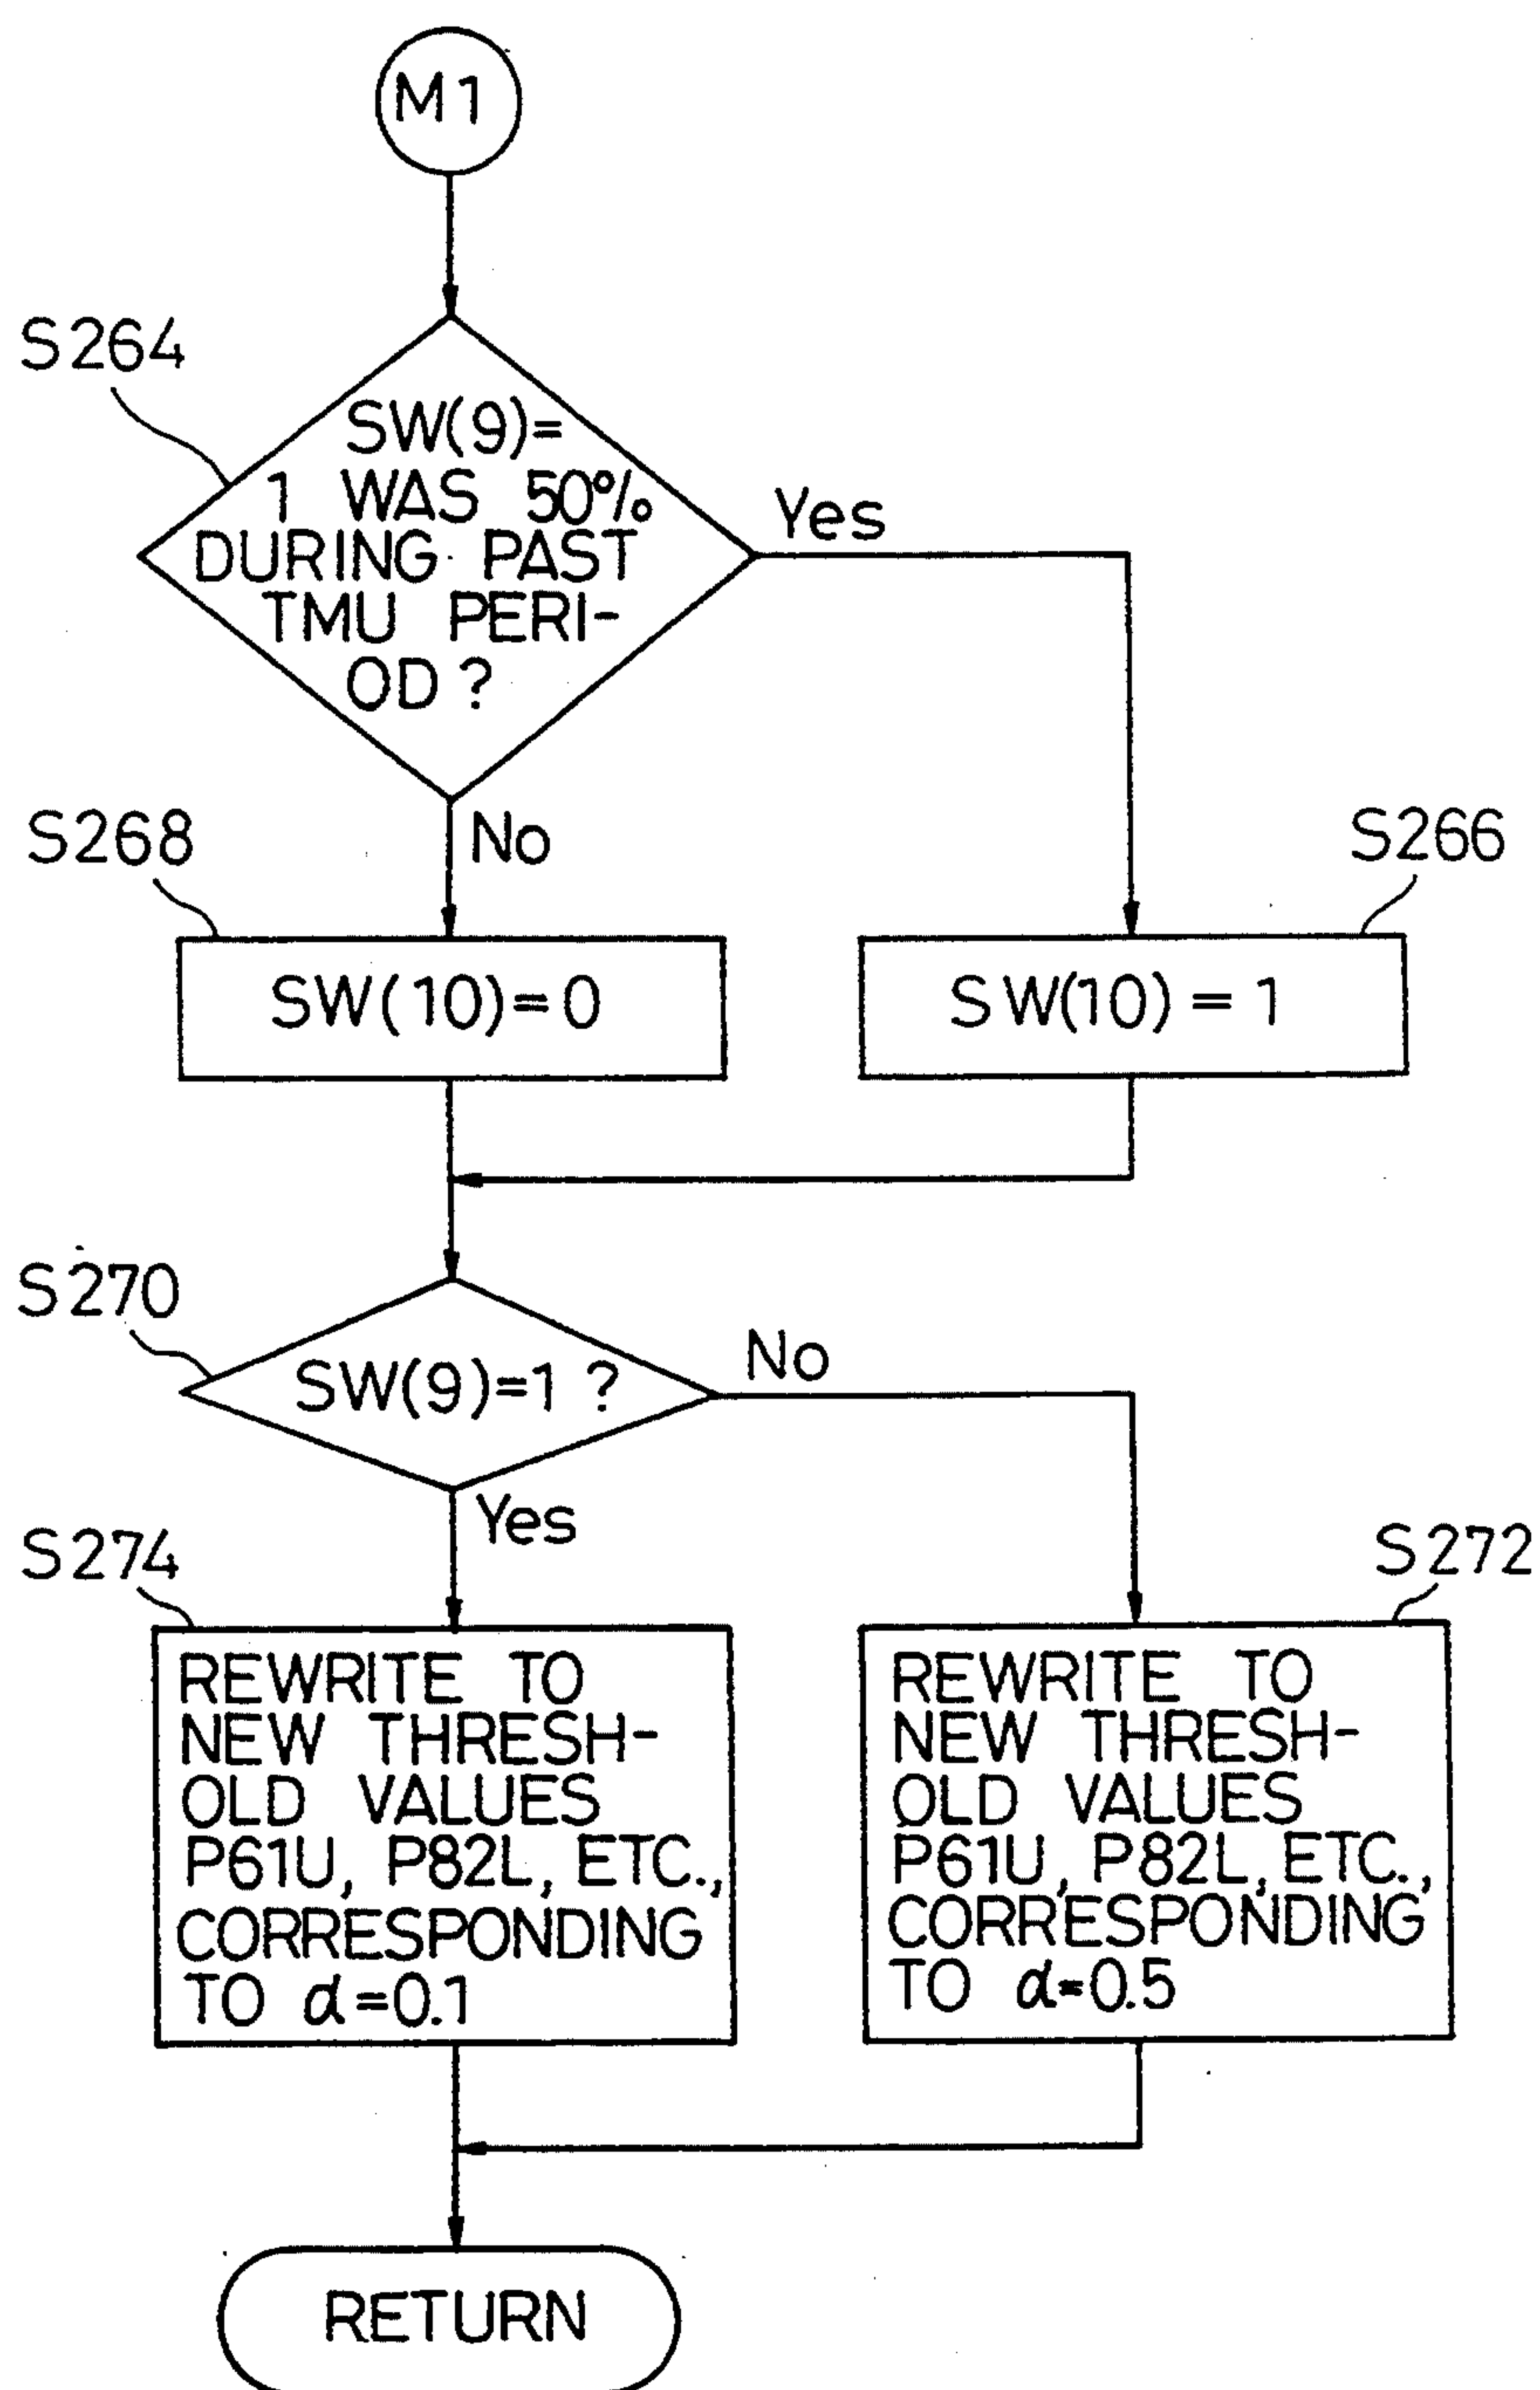 M1
S264
SW(9)=
1 WAS 50%
DURING PAST
TMU PERI-
OD ?
Yes
No
S268
SW(10)=0
S266
SW(10) = 1
S270
SW(9)=1 ?
No
Yes
S274
REWRITE TO
NEW THRESH-
OLD VALUES
P61U, P82L, ETC.,
CORRESPONDING
TO α=0.1
S272
REWRITE TO
NEW THRESH-
OLD VALUES
P61U, P82L, ETC.,
CORRESPONDING
TO α=0.5
RETURN